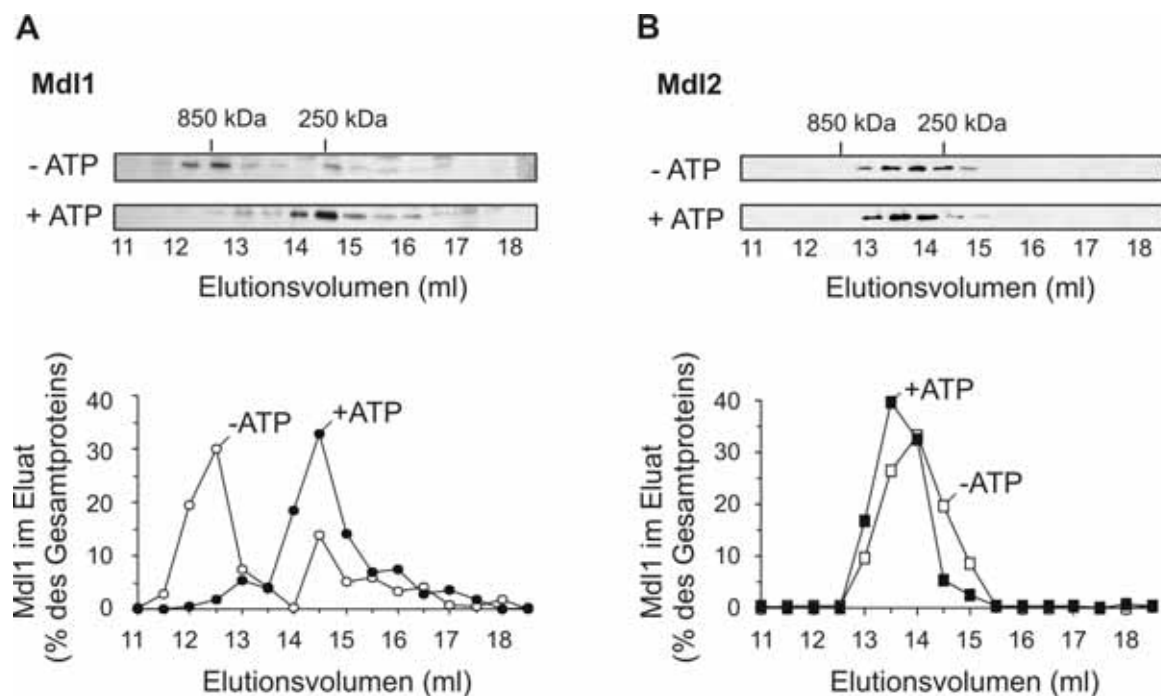 A
Mdl1
850 kDa 250 kDa
- ATP
+ ATP
11 12 13 14 15 16 17 18
Elutionsvolumen (ml)
Mdl1 im Eluat
(% des Gesamtproteins)
40
30
20
10
0
-ATP
+ATP
11 12 13 14 15 16 17 18
Elutionsvolumen (ml)
B
Mdl2
850 kDa 250 kDa
- ATP
+ ATP
11 12 13 14 15 16 17 18
Elutionsvolumen (ml)
Mdl1 im Eluat
(% des Gesamtproteins)
40
30
20
10
0
+ATP
-ATP
11 12 13 14 15 16 17 18
Elutionsvolumen (ml)